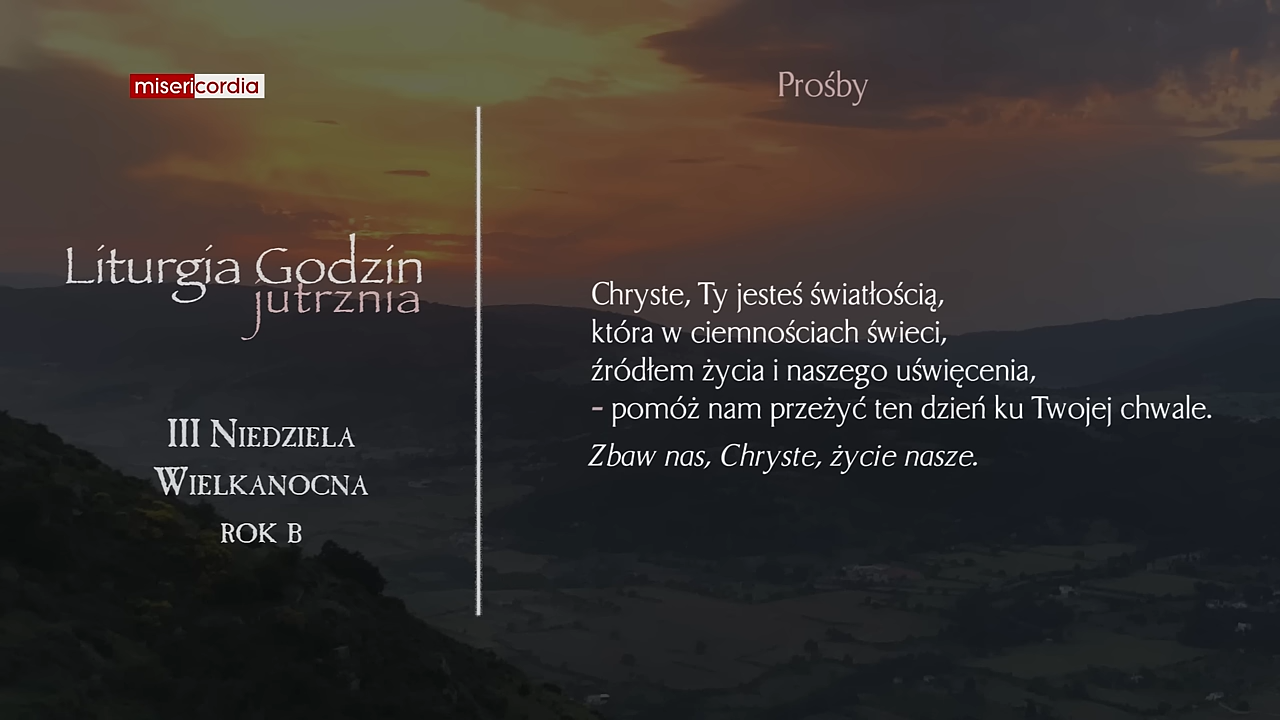 misericordia
Liturgia Godzin
jutrznia
III Niedziela
Wielkanocna
rok B
Prośby
Chryste, Ty jesteś światłością,
która w ciemnościach świeci,
źródłem życia i naszego uświęcenia,
- pomóż nam przeżyć ten dzień ku Twojej chwale.
Zbaw nas, Chryste, życie nasze.